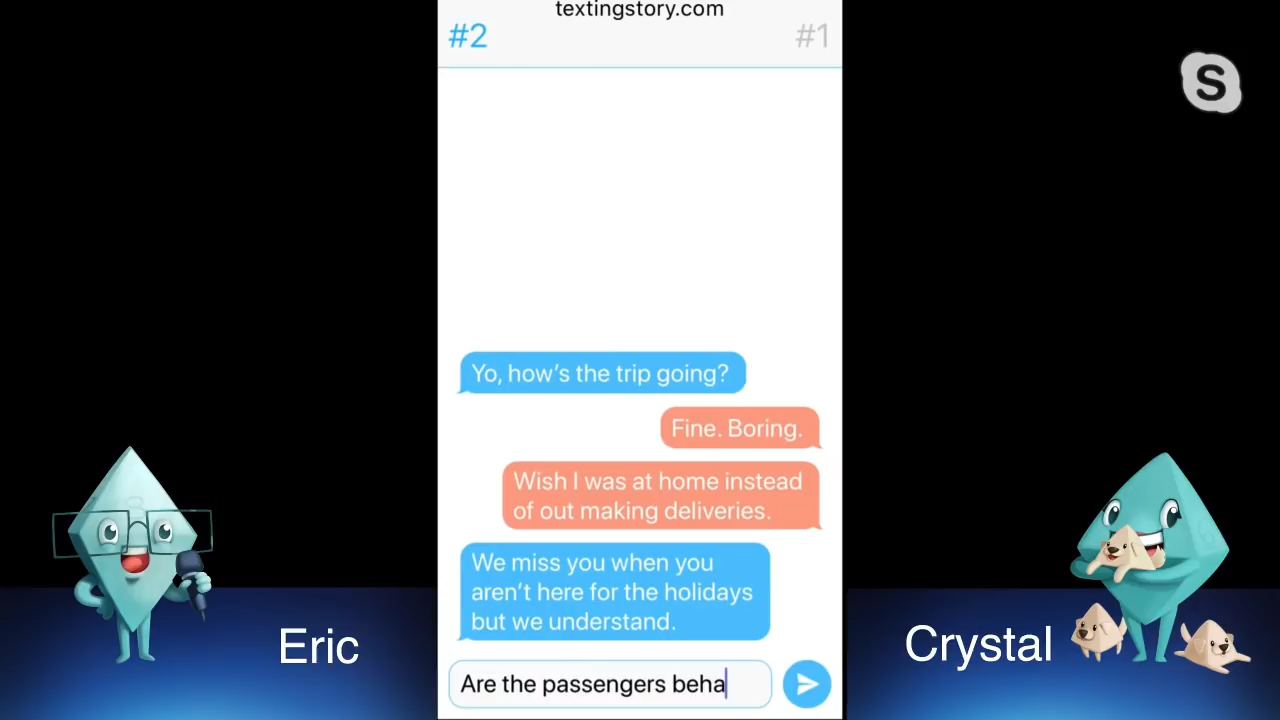 textingstory.com
#2
#1
S
Yo, how’s the trip going?
Fine. Boring.
Wish I was at home instead
of out making deliveries.
We miss you when you
aren’t here for the holidays
but we understand.
Are the passengers beha
Eric
Crystal